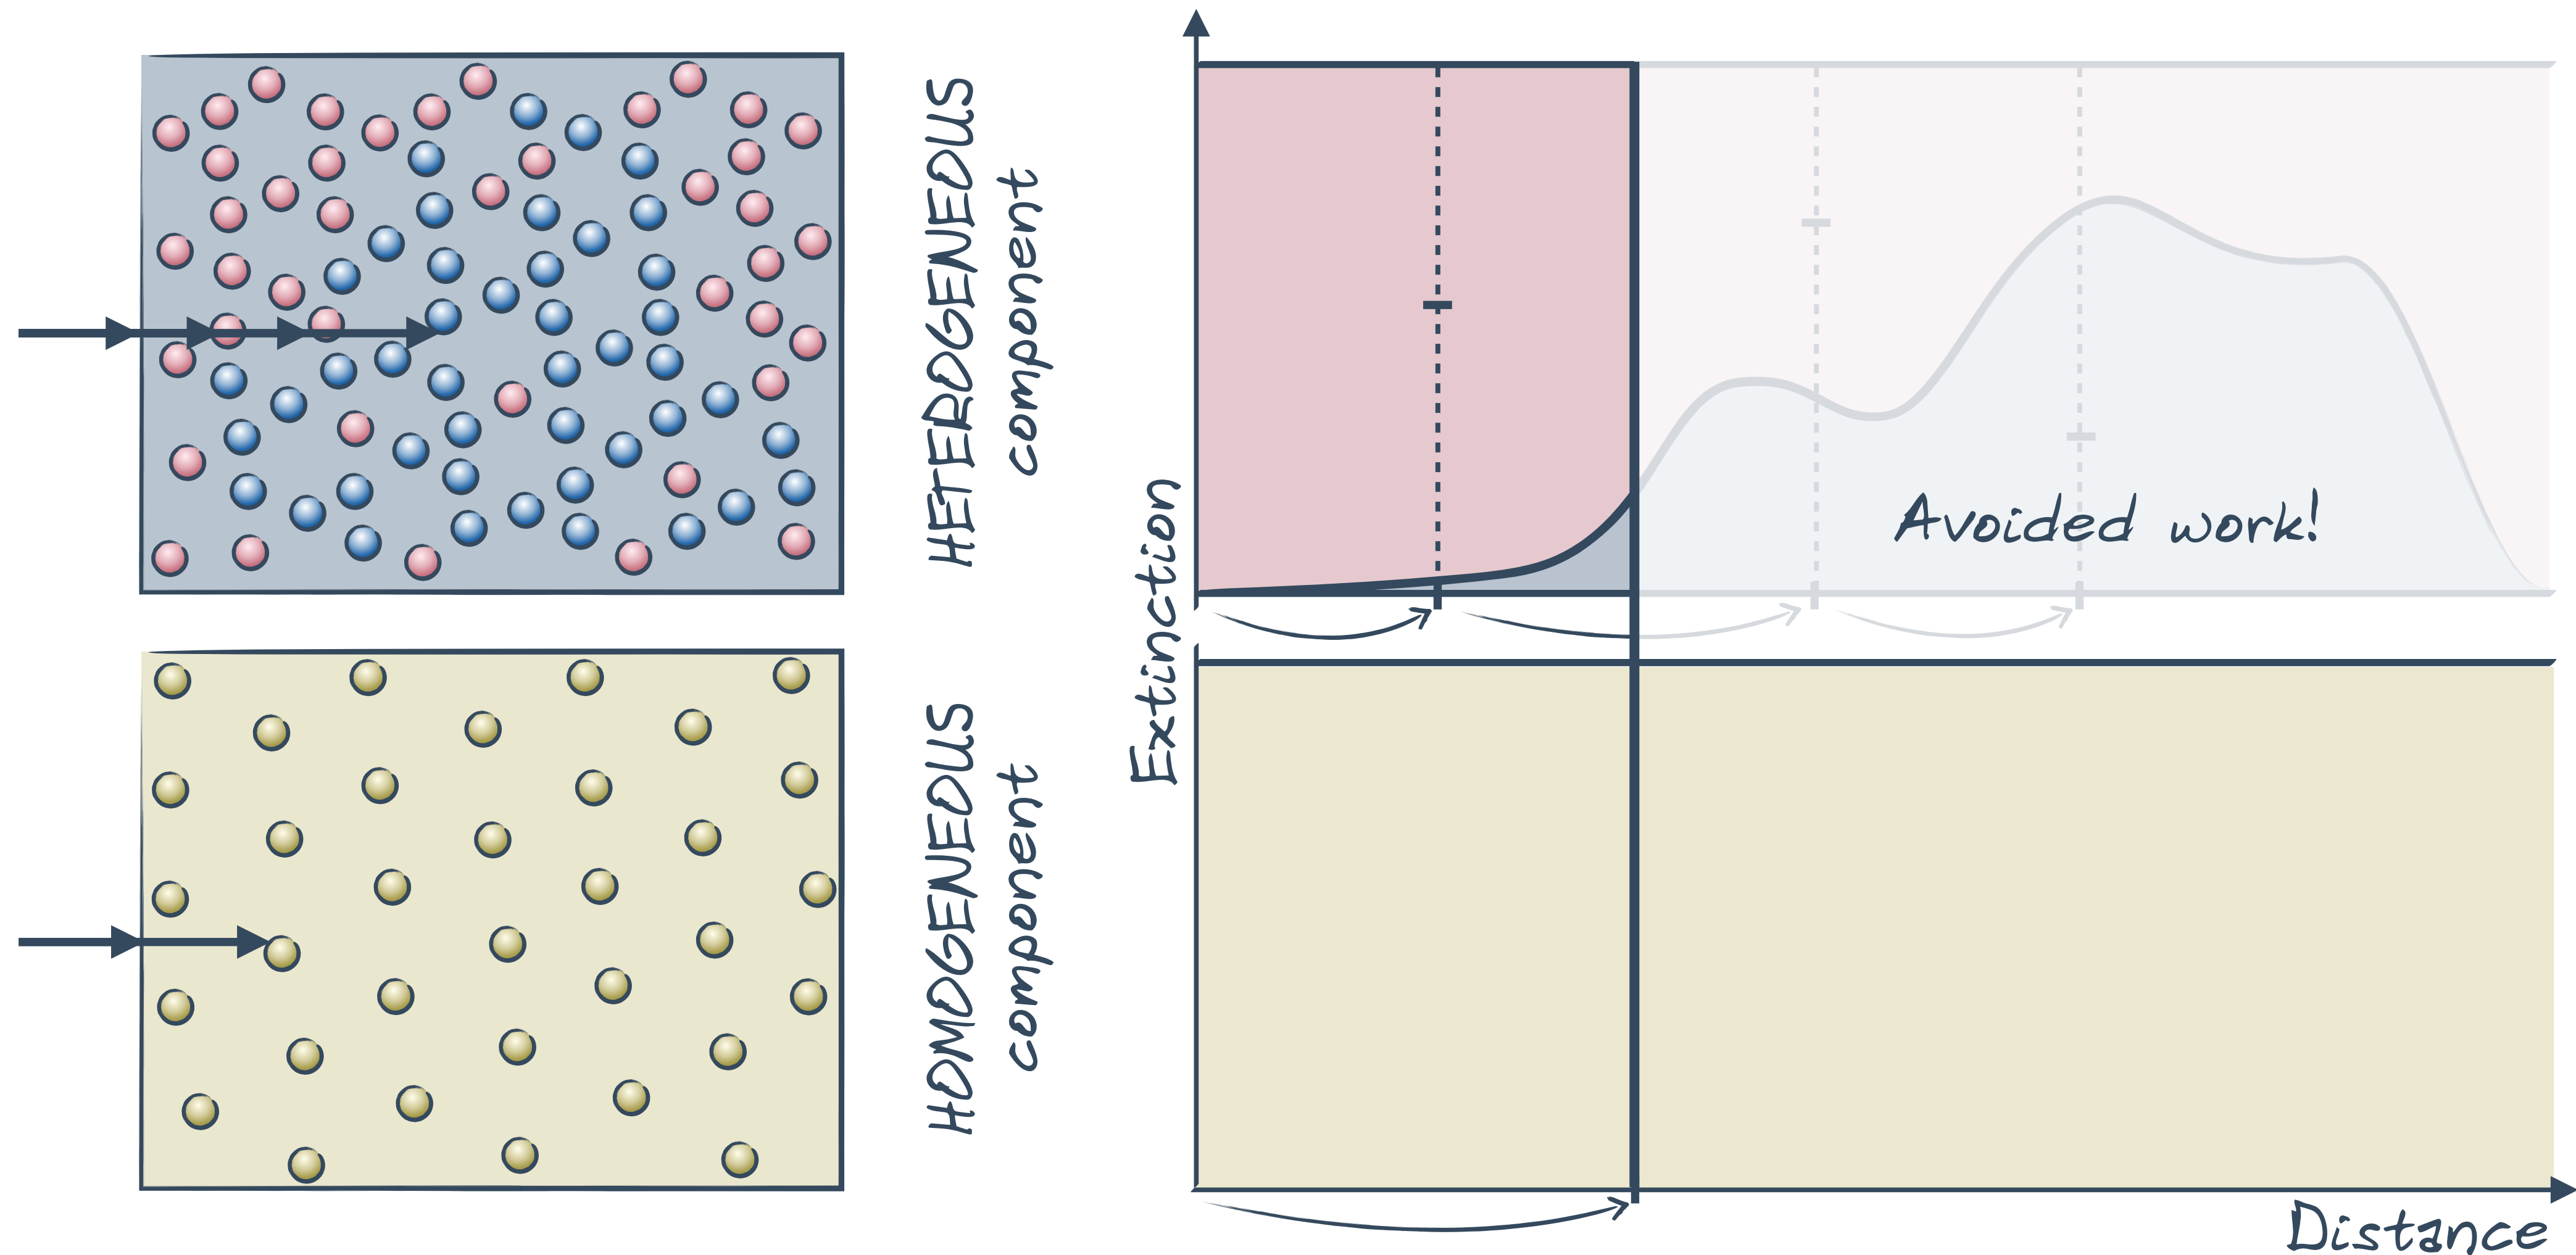 HETEROGENEOUS
component
HOMOGENEOUS
component
Extinction
Avoided work!
Distance